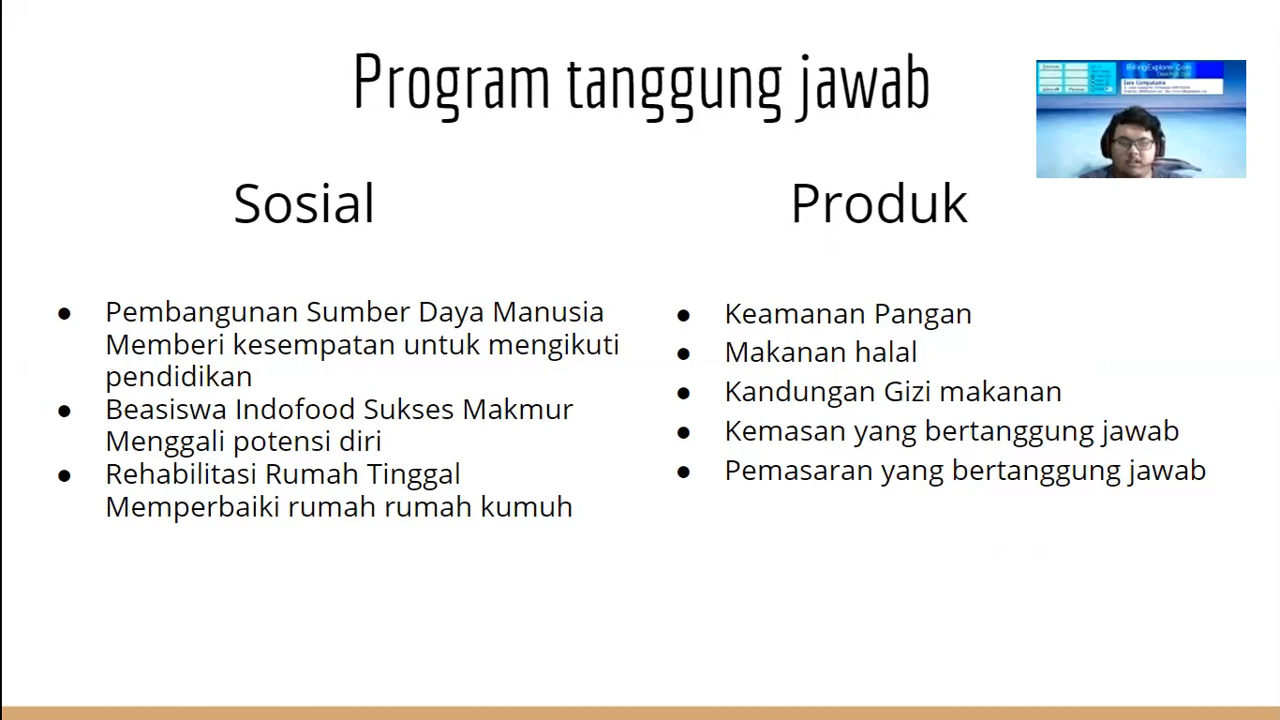 Program tanggung jawab
BillingExplorer.Com
Sosial
Pembangunan Sumber Daya Manusia
Memberi kesempatan untuk mengikuti
pendidikan
Beasiswa Indofood Sukses Makmur
Menggali potensi diri
Rehabilitasi Rumah Tinggal
Memperbaiki rumah rumah kumuh
Produk
Keamanan Pangan
Makanan halal
Kandungan Gizi makanan
Kemasan yang bertanggung jawab
Pemasaran yang bertanggung jawab